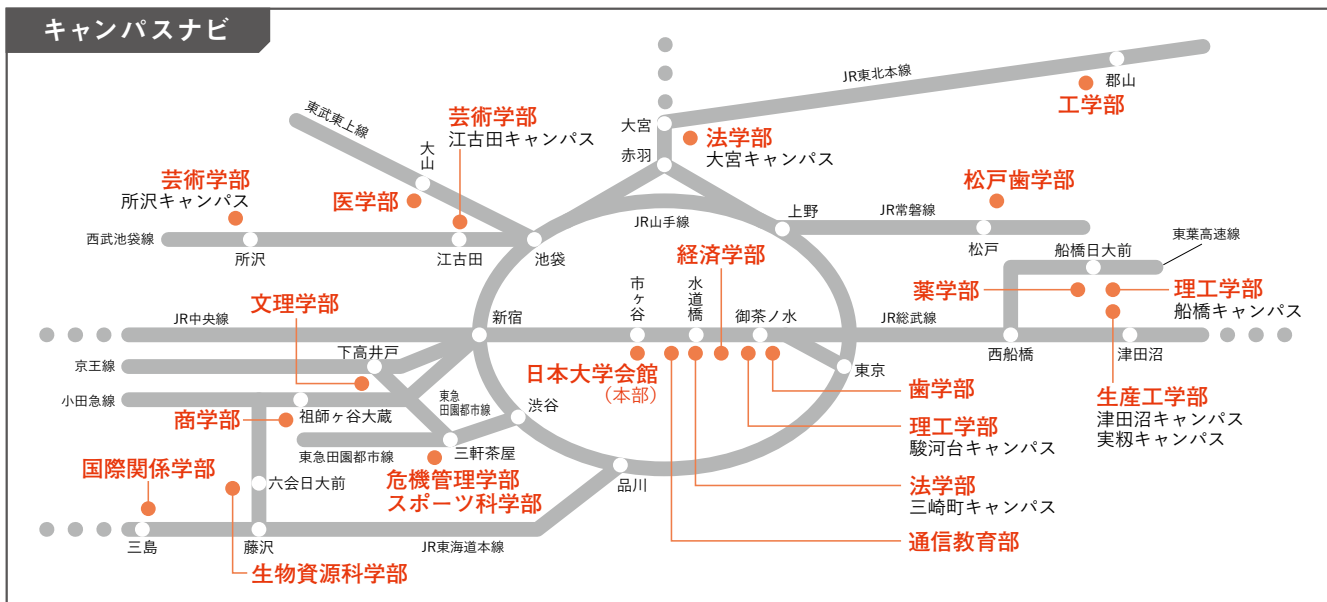 キャンパスナビ
JR東北本線
郡山
工学部
東武東上線
芸術学部
江古田キャンパス
大宮
法学部
大宮キャンパス
赤羽
大山
芸術学部
所沢キャンパス
医学部
松戸歯学部
JR山手線
上野
JR常磐線
松戸
西武池袋線
所沢
江古田
池袋
東葉高速線
船橋日大前
経済学部
市ヶ谷
水道橋
御茶ノ水
薬学部
理工学部
船橋キャンパス
文理学部
JR中央線
新宿
JR総武線
西船橋
津田沼
京王線
下高井戸
日本大学会館
(本部)
東京
歯学部
生産工学部
津田沼キャンパス
実籾キャンパス
小田急線
祖師ヶ谷大蔵
東急
田園都市線
渋谷
商学部
理工学部
駿河台キャンパス
東急田園都市線
三軒茶屋
国際関係学部
六会日大前
危機管理学部
スポーツ科学部
品川
法学部
三崎町キャンパス
三島
藤沢
JR東海道本線
通信教育部
生物資源科学部